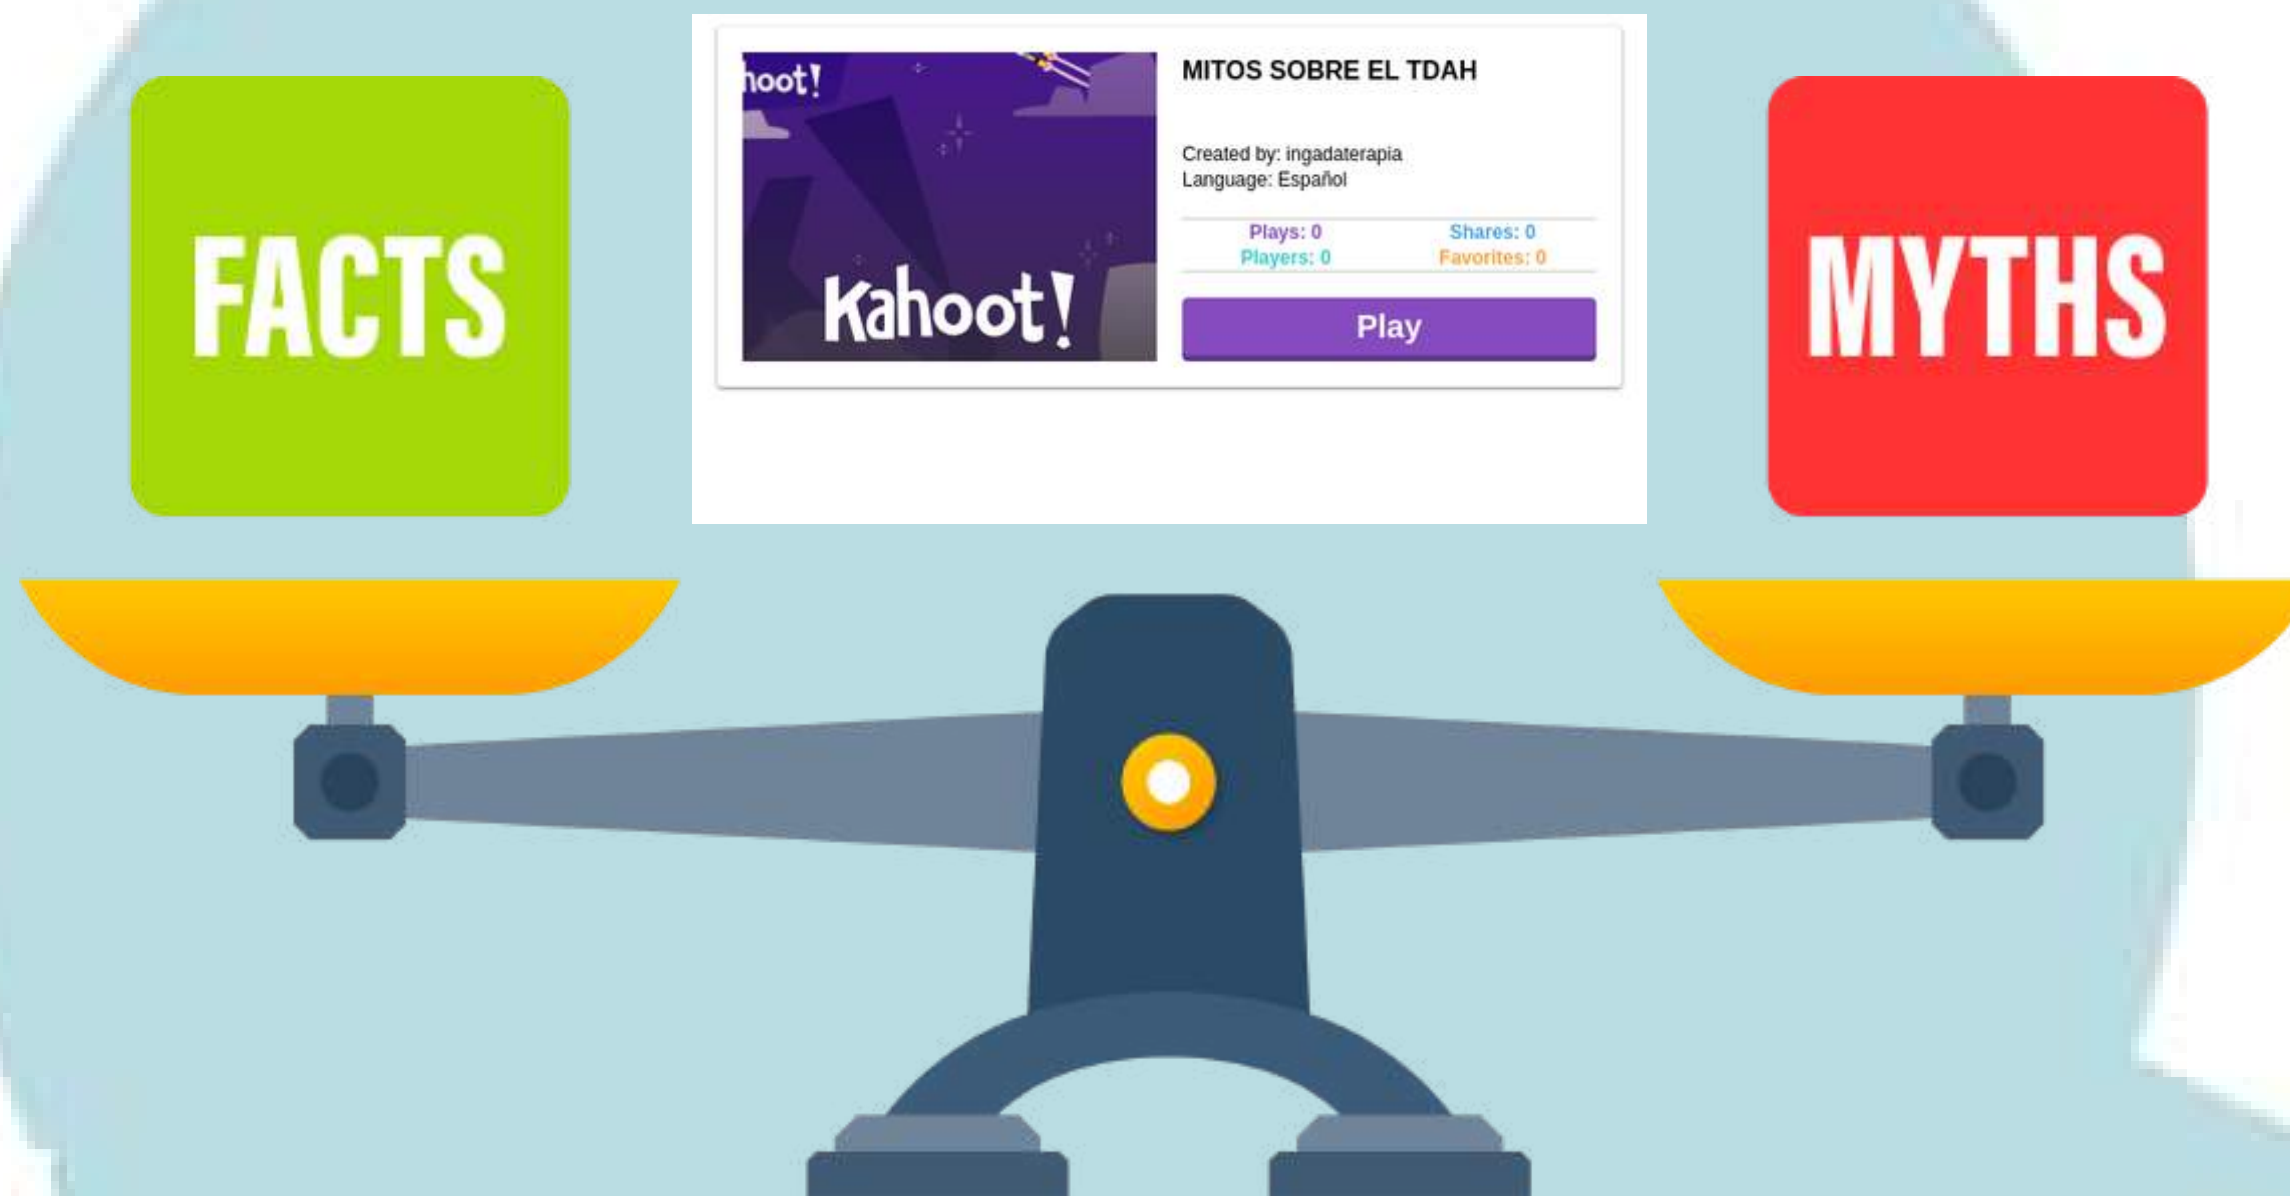 FACTS
hoot!
Kahoot!
MITOS SOBRE EL TDAH
Created by: ingadaterapia
Language: Español
Plays: 0
Shares: 0
Players: 0
Favorites: 0
Play
MYTHS